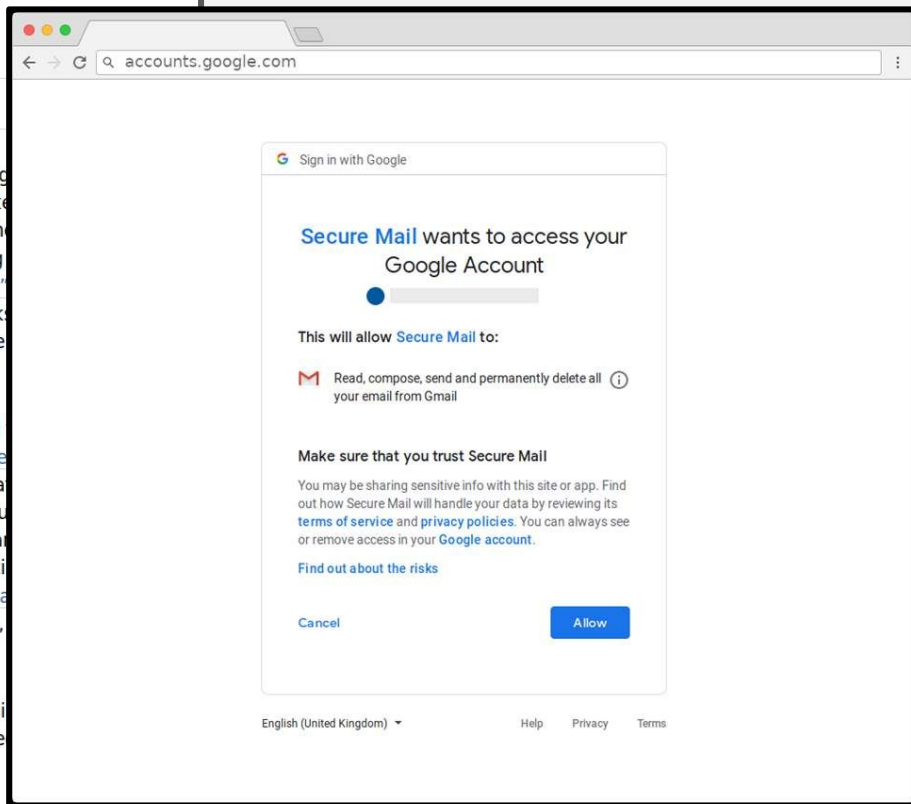 accounts.google.com
Sign in with Google
Secure Mail wants to access your
Google Account
This will allow Secure Mail to:
Read, compose, send and permanently delete all
your email from Gmail
Make sure that you trust Secure Mail
You may be sharing sensitive info with this site or app. Find
out how Secure Mail will handle your data by reviewing its
terms of service and privacy policies. You can always see
or remove access in your Google account.
Find out about the risks
Cancel
Allow
English (United Kingdom)
Help
Privacy
Terms